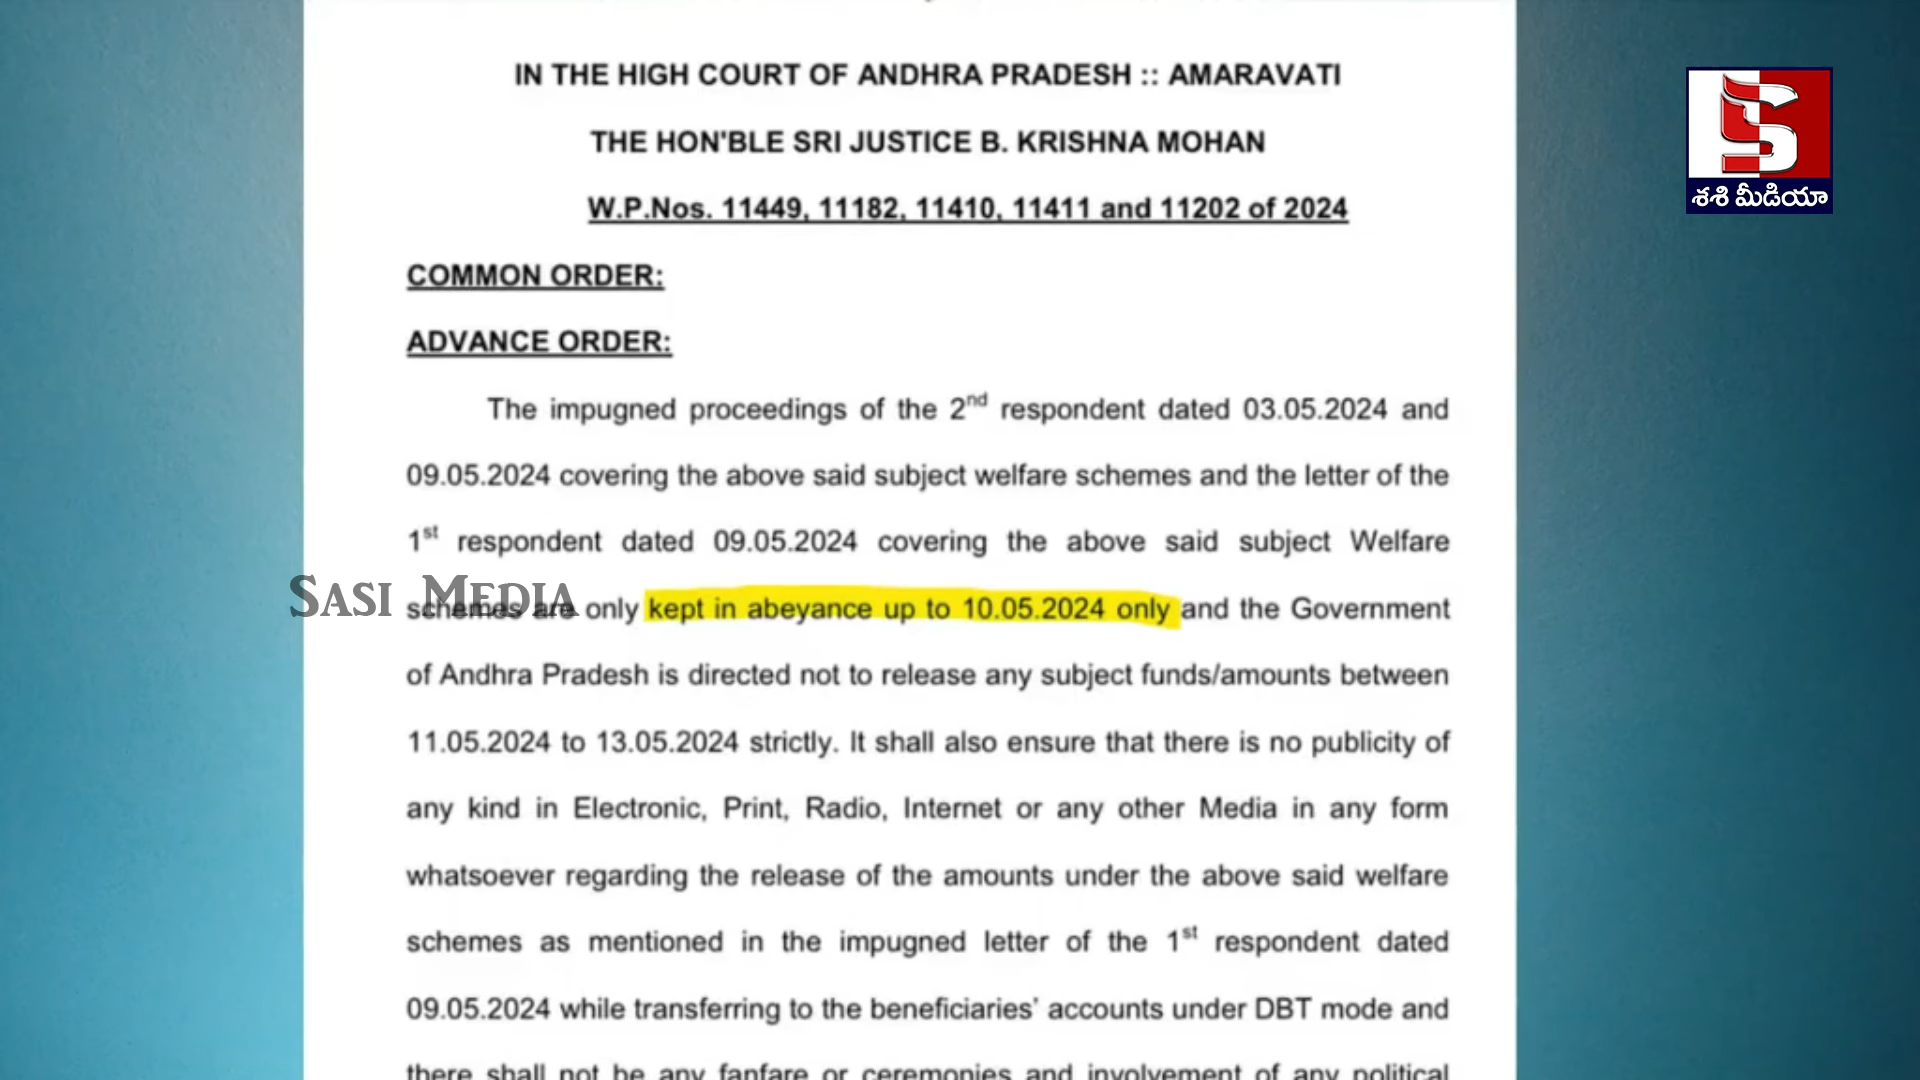 IN THE HIGH COURT OF ANDHRA PRADESH :: AMARAVATI
THE HON'BLE SRI JUSTICE B. KRISHNA MOHAN
W.P.Nos. 11449, 11182, 11410, 11411 and 11202 of 2024
COMMON ORDER:
ADVANCE ORDER:
The impugned proceedings of the 2nd respondent dated 03.05.2024 and
09.05.2024 covering the above said subject welfare schemes and the letter of the
1st respondent dated 09.05.2024 covering the above said subject Welfare
schemes are only kept in abeyance up to 10.05.2024 only and the Government
of Andhra Pradesh is directed not to release any subject funds/amounts between
11.05.2024 to 13.05.2024 strictly. It shall also ensure that there is no publicity of
any kind in Electronic, Print, Radio, Internet or any other Media in any form
whatsoever regarding the release of the amounts under the above said welfare
schemes as mentioned in the impugned letter of the 1st respondent dated
09.05.2024 while transferring to the beneficiaries' accounts under DBT mode and
there shall not be any fanfare or ceremonies and involvement of any political
SASI MEDIA
శశి మీడియా